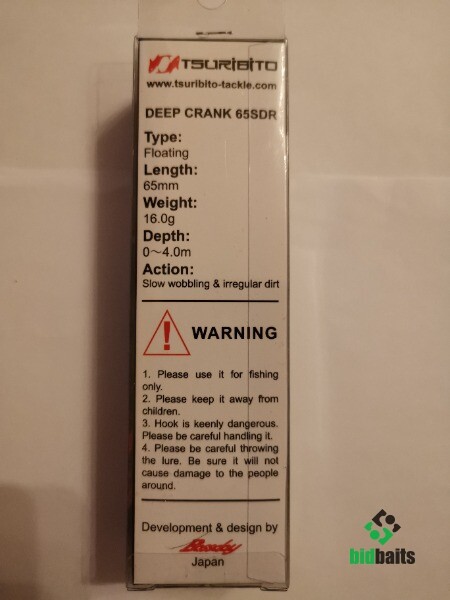 TSURIBITO
www.tsuribito-tackle.com
DEEP CRANK 65SDR
Type:
Floating
Length:
65mm
Weight:
16.0g
Depth:
0～4.0m
Action:
Slow wobbling & irregular dirt
WARNING
1. Please use it for fishing
only.
2. Please keep it away from
children.
3. Hook is keenly dangerous.
Please be careful handling it.
4. Please be careful throwing
the lure. Be sure it will not
cause damage to the people
around.
Development & design by
Japan
bidbaits